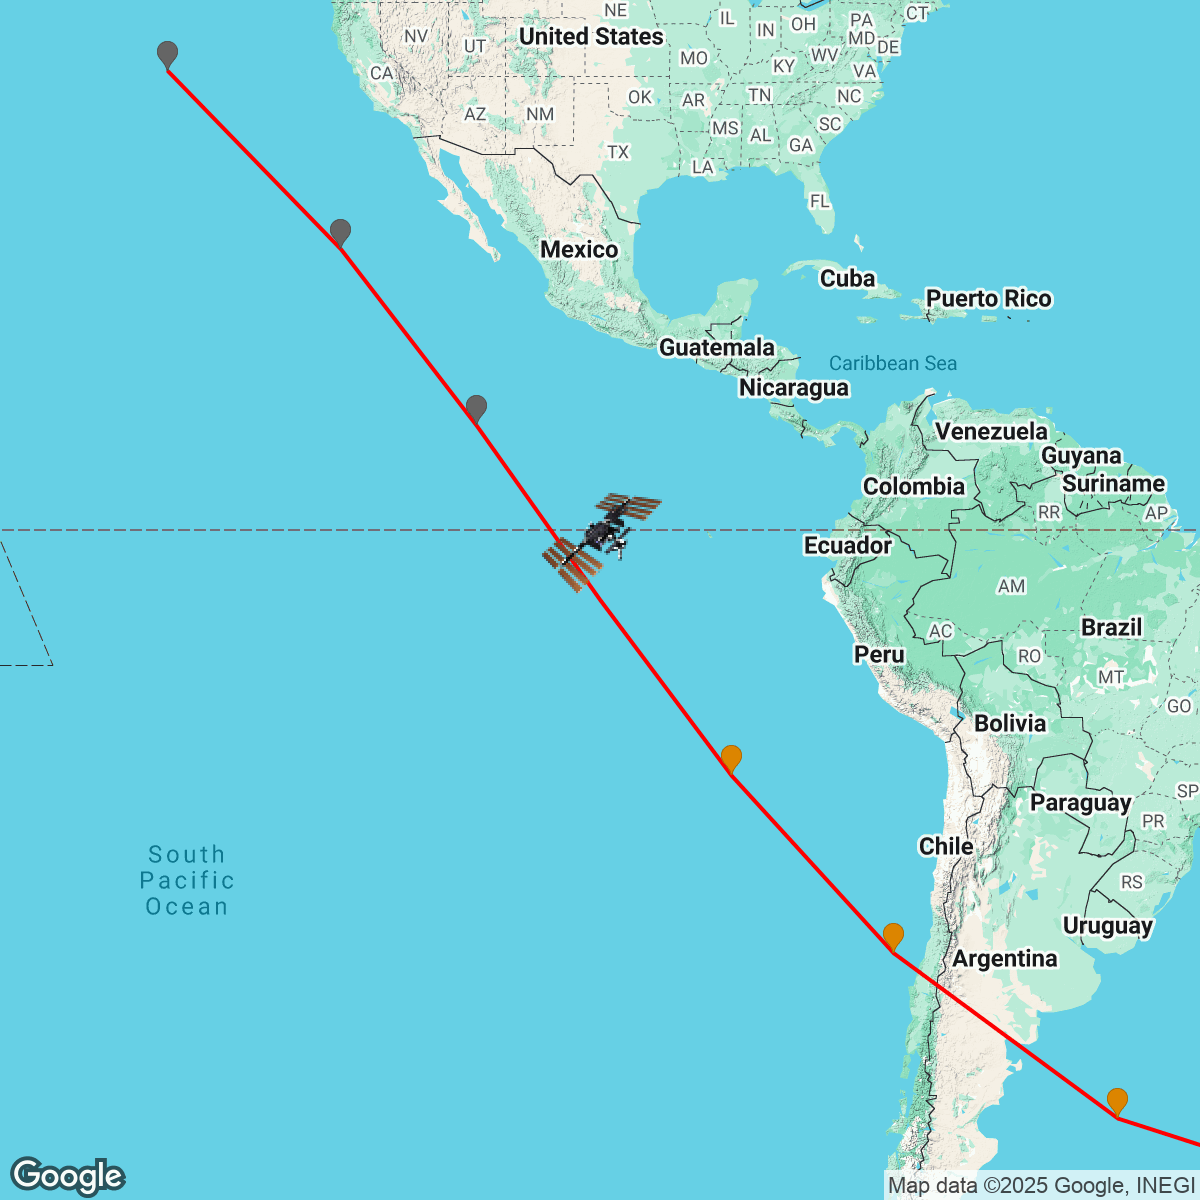 NE
IL
OH
PA
CT
NV
UT
United States
IN
MD
DE
MO
WV
CA
KY
VA
OK
AR
TN
NC
AZ
NM
MS
AL
SC
TX
GA
LA
FL
Mexico
Cuba
Puerto Rico
Guatemala
Caribbean Sea
Nicaragua
Venezuela
Guyana
Colombia
Suriname
RR
AP
Ecuador
AM
AC
Brazil
Peru
RO
MT
GO
Bolivia
SP
Paraguay
PR
Chile
South
Pacific
Ocean
RS
Uruguay
Argentina
Google
Map data ©2025 Google, INEGI